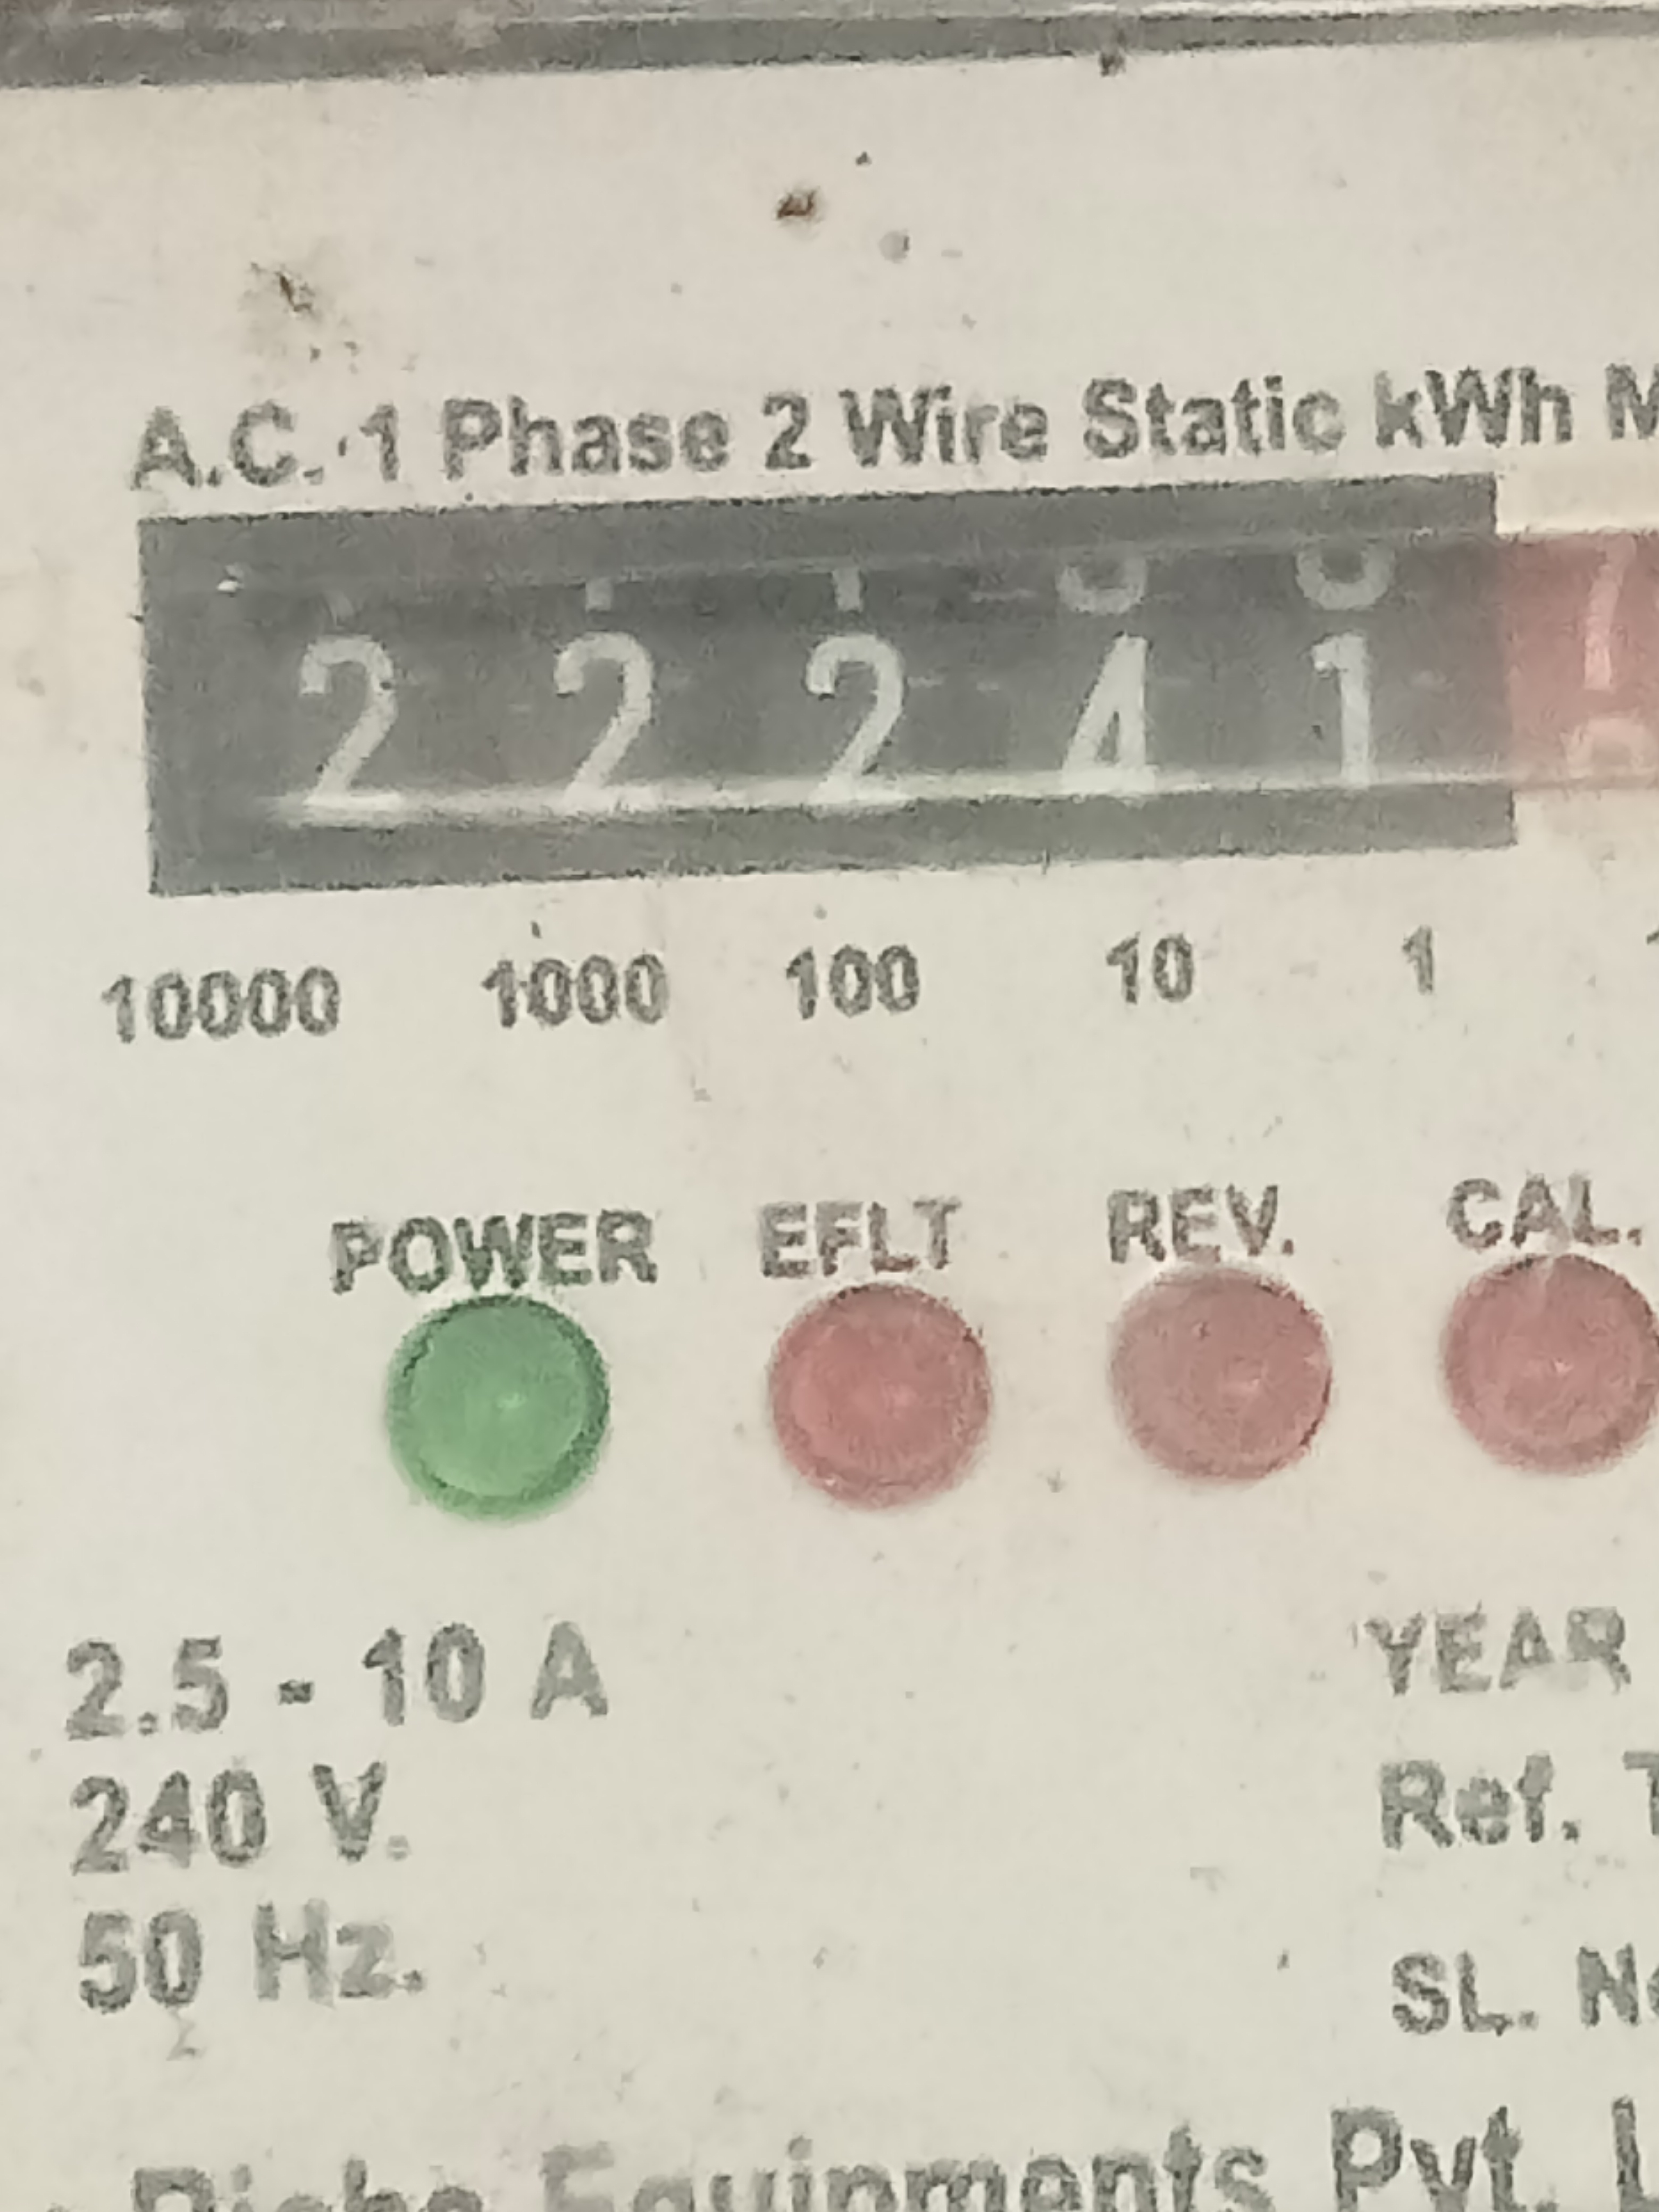 A.C. 1 Phase 2 Wire Static kWh
2 2 2 4 1
10000 1000 100 10 1
POWER EFLT REV. CAL.
2.5 - 10 A
YEAR
240 V.
Ref.
50 Hz.
SL.
Equipments Pvt.